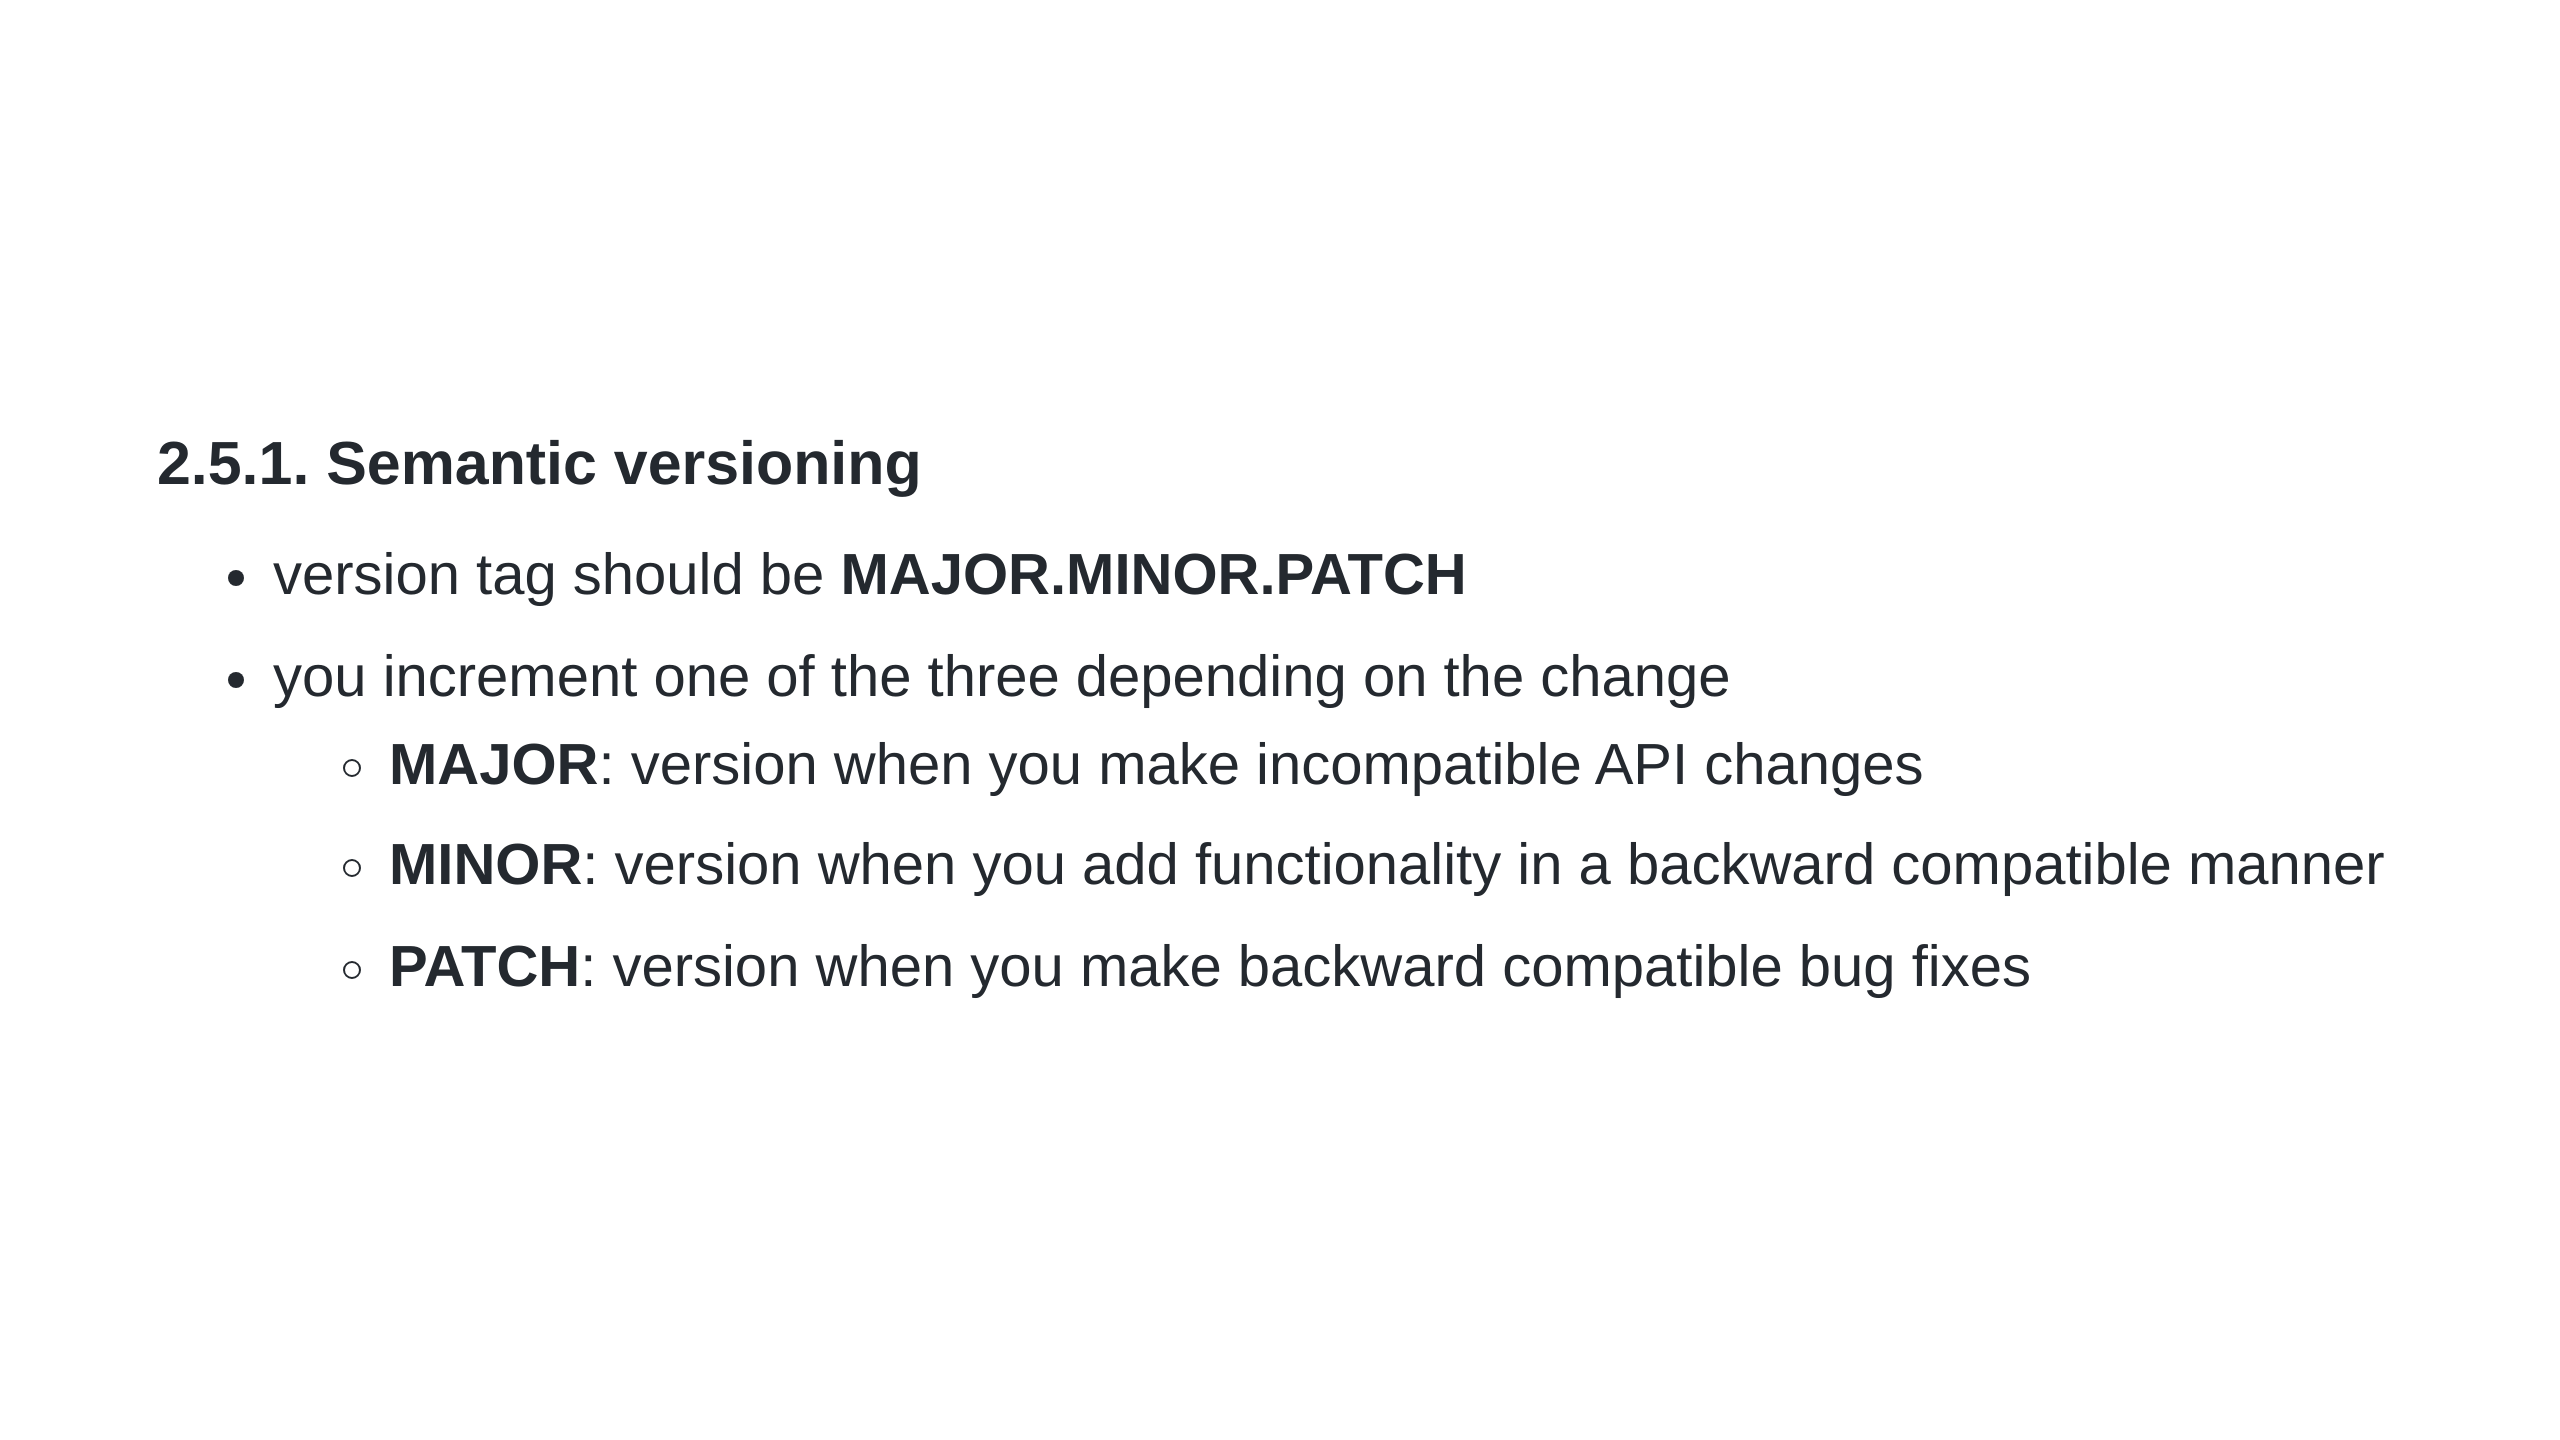 2.5.1. Semantic versioning
• version tag should be MAJOR.MINOR.PATCH
• you increment one of the three depending on the change
◦ MAJOR: version when you make incompatible API changes
◦ MINOR: version when you add functionality in a backward compatible manner
◦ PATCH: version when you make backward compatible bug fixes